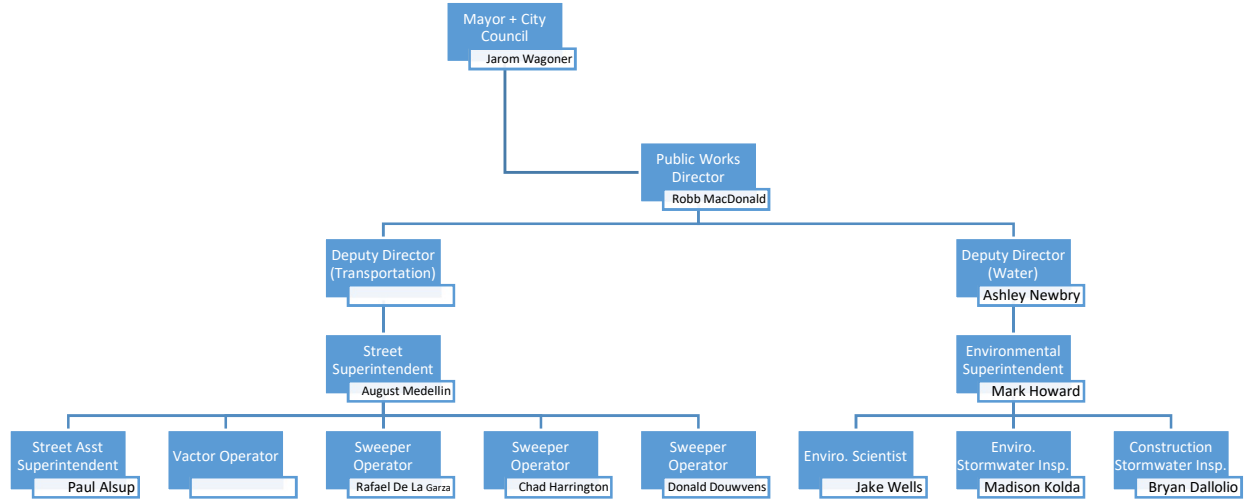 Mayor + City
Council
Jarom Wagoner
Public Works
Director
Robb MacDonald
Deputy Director
(Transportation)
Deputy Director
(Water)
Ashley Newbry
Street
Superintendent
August Medellin
Environmental
Superintendent
Mark Howard
Street Asst
Superintendent
Paul Alsup
Vactor Operator
Sweeper
Operator
Rafael De La Garza
Sweeper
Operator
Chad Harrington
Sweeper
Operator
Donald Douwvens
Enviro. Scientist
Jake Wells
Enviro.
Stormwater Insp.
Madison Kolda
Construction
Stormwater Insp.
Bryan Dallolio